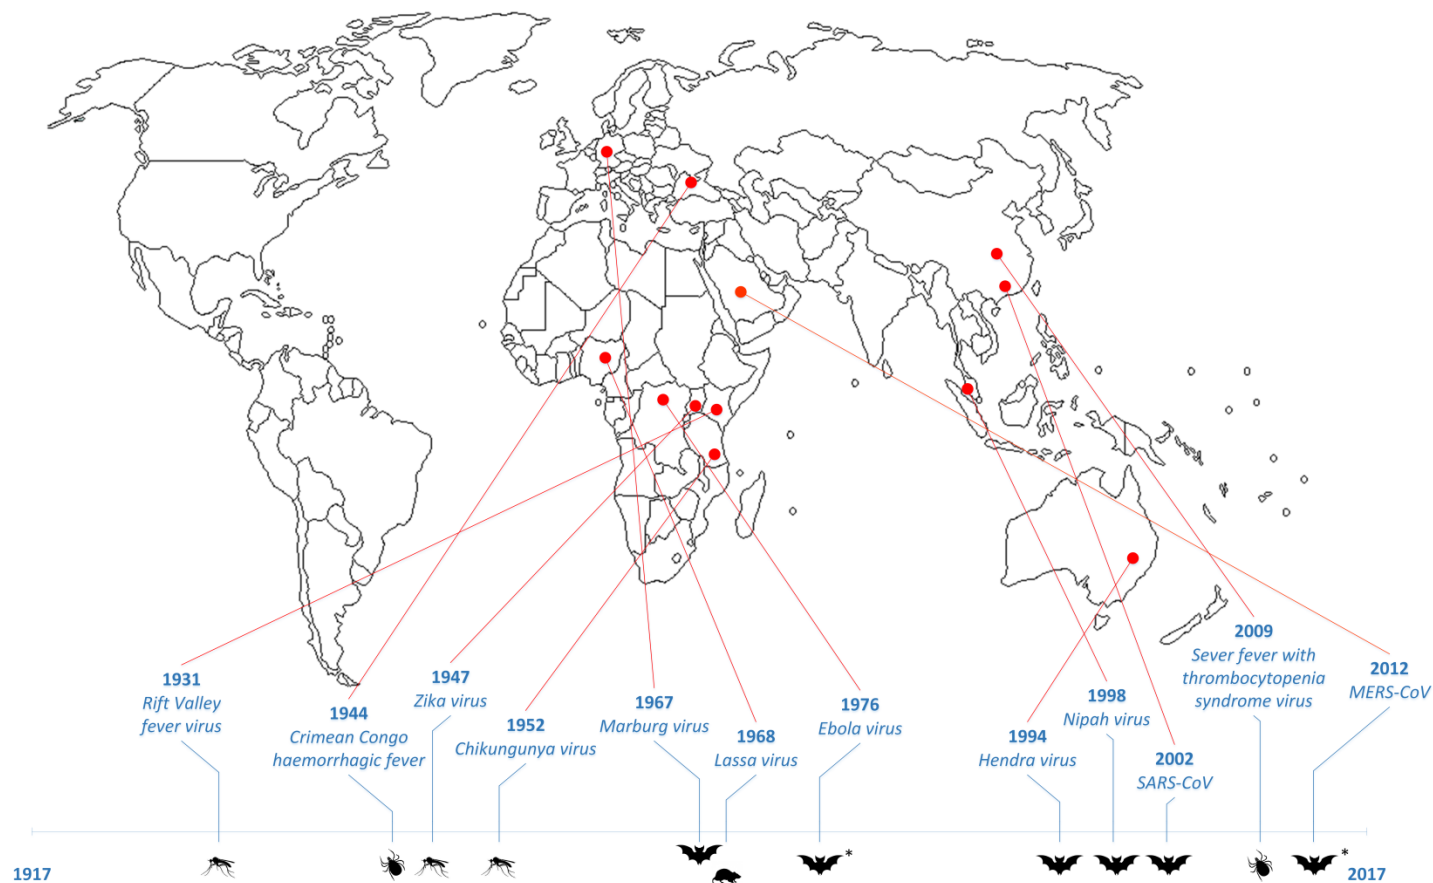 1931
Rift Valley
fever virus
1944
Crimean Congo
haemorrhagic fever
1947
Zika virus
1952
Chikungunya virus
1967
Marburg virus
1968
Lassa virus
1976
Ebola virus
1994
Hendra virus
1998
Nipah virus
2002
SARS-CoV
2009
Sever fever with
thrombocytopenia
syndrome virus
2012
MERS-CoV
*
*
1917
2017